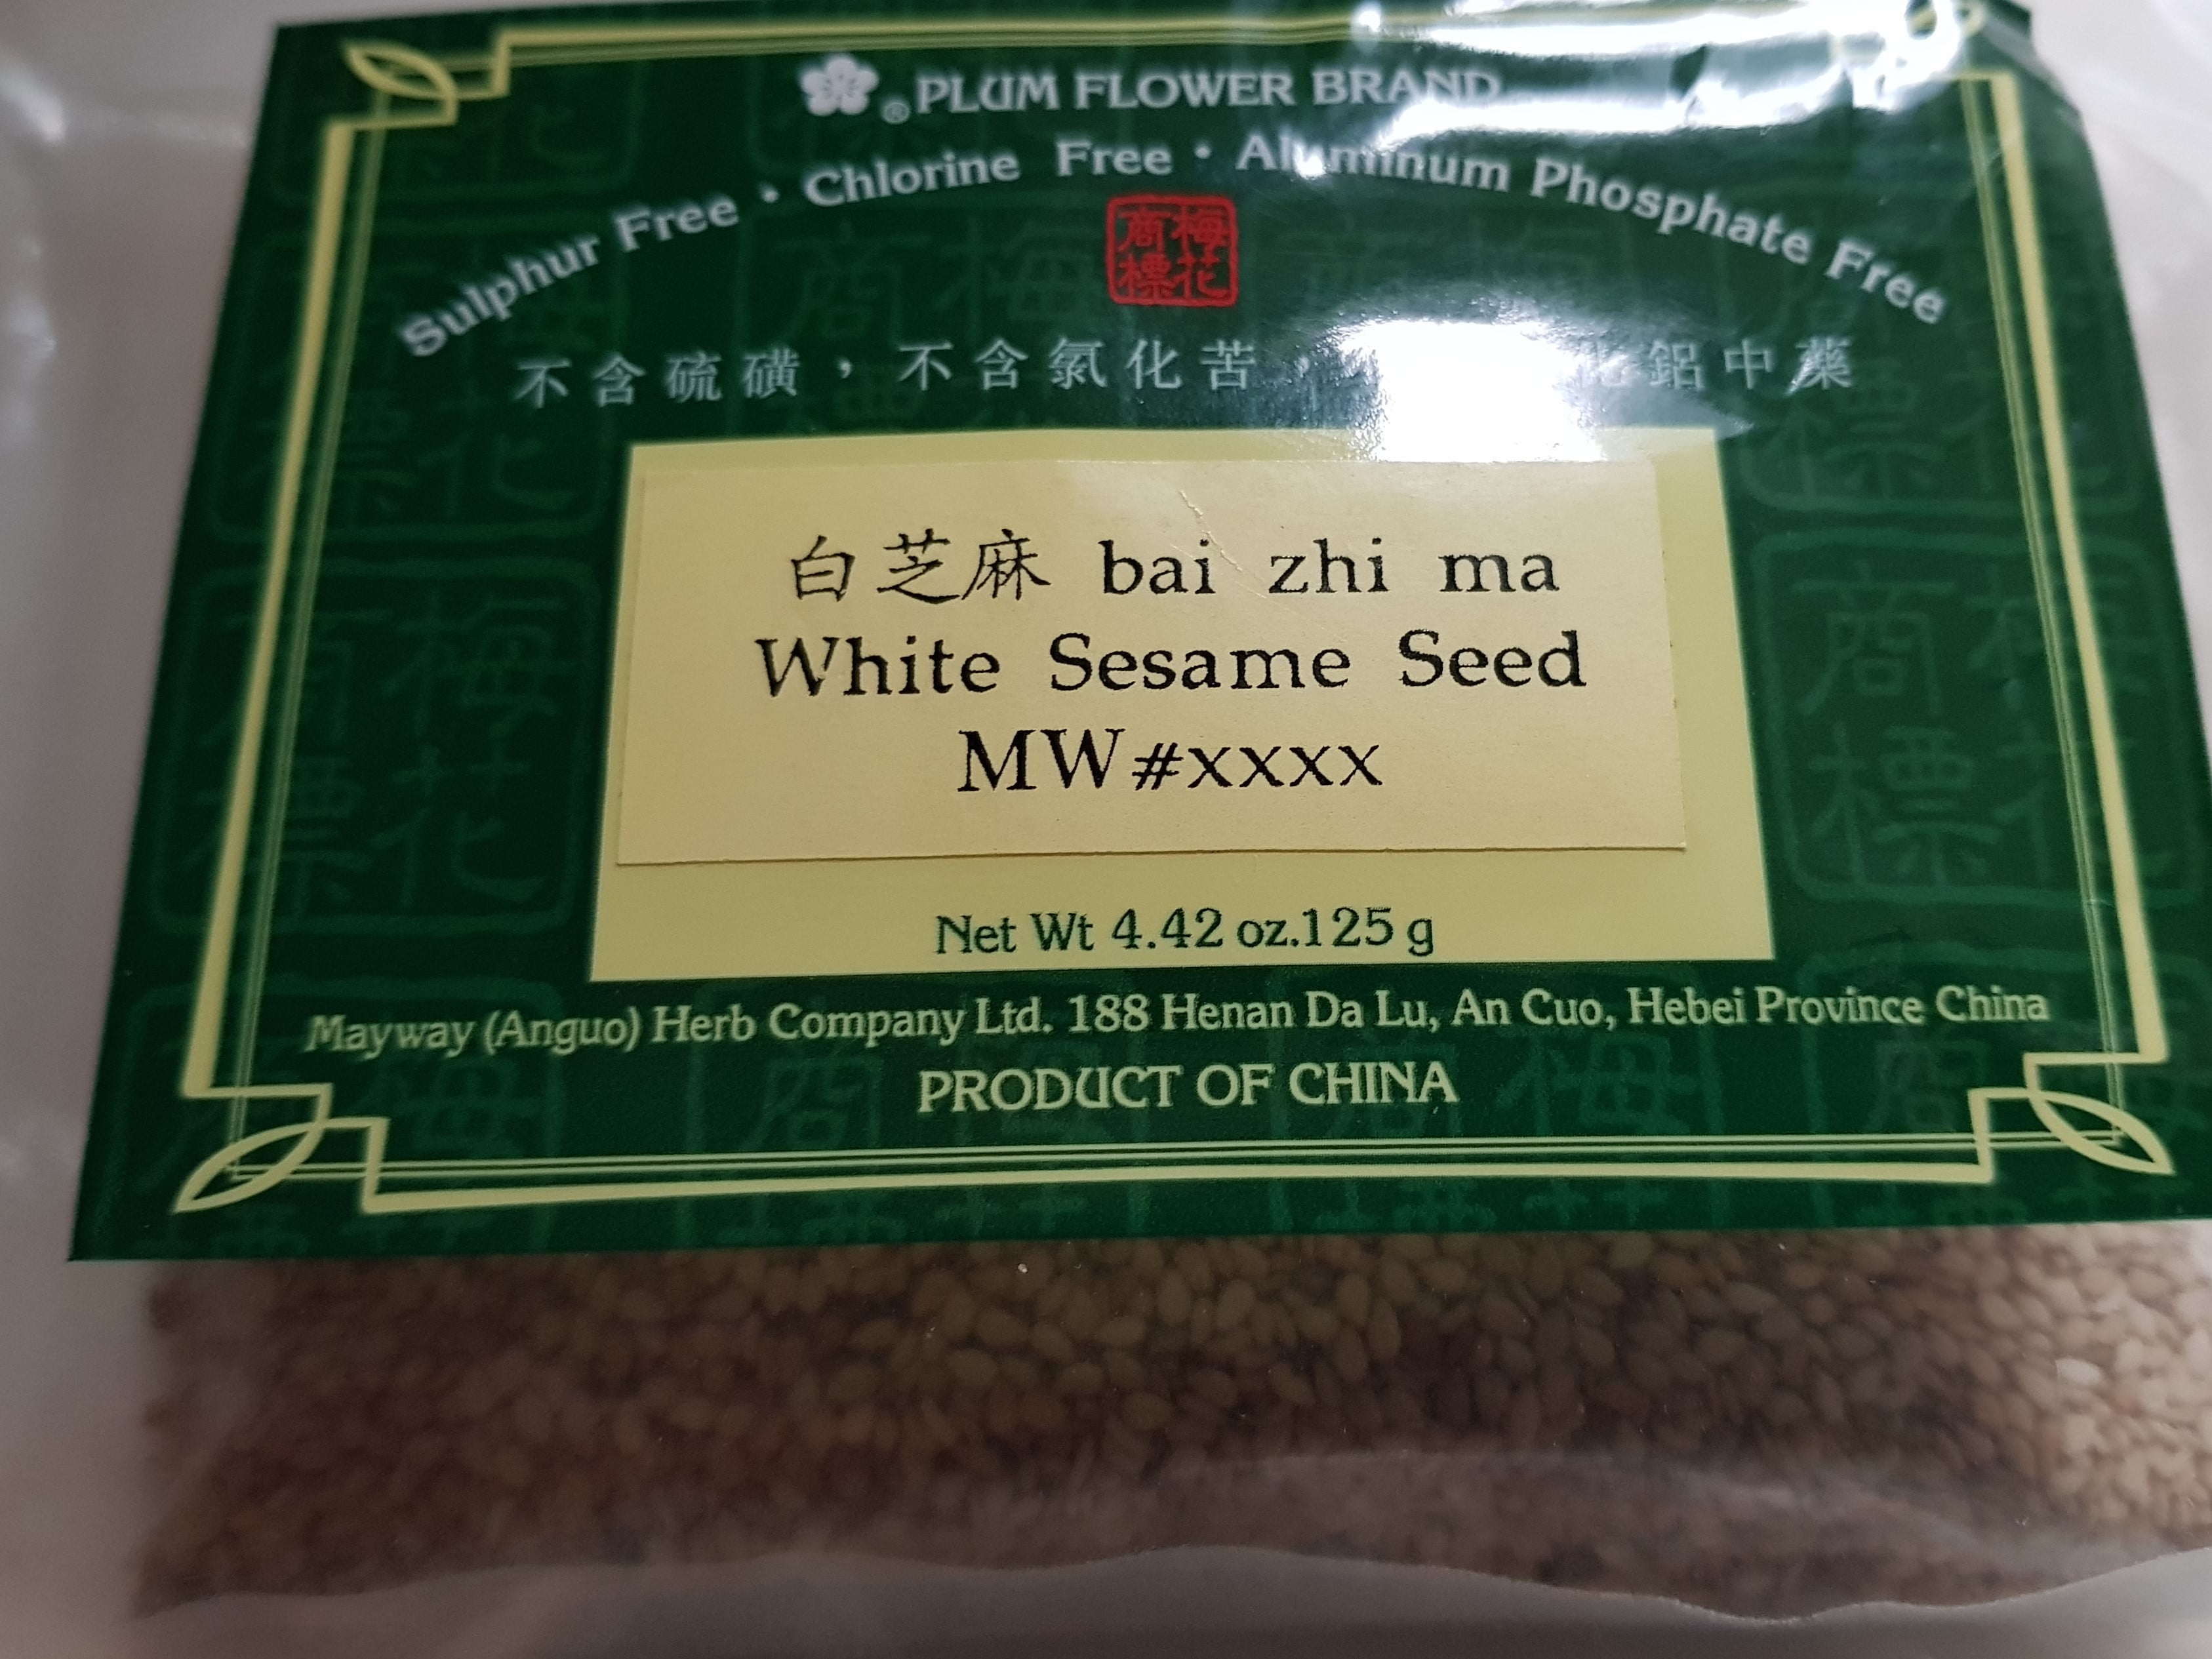 ® PLUM FLOWER BRAND
Sulphur Free · Chlorine Free · Aluminum Phosphate Free
梅花
商標
不含硫磺，不含氯化苦， 化鋁中藥
白芝麻 bai zhi ma
White Sesame Seed
MW#xxxx
Net Wt 4.42 oz.125 g
Mayway (Anguo) Herb Company Ltd. 188 Henan Da Lu, An Cuo, Hebei Province China
PRODUCT OF CHINA